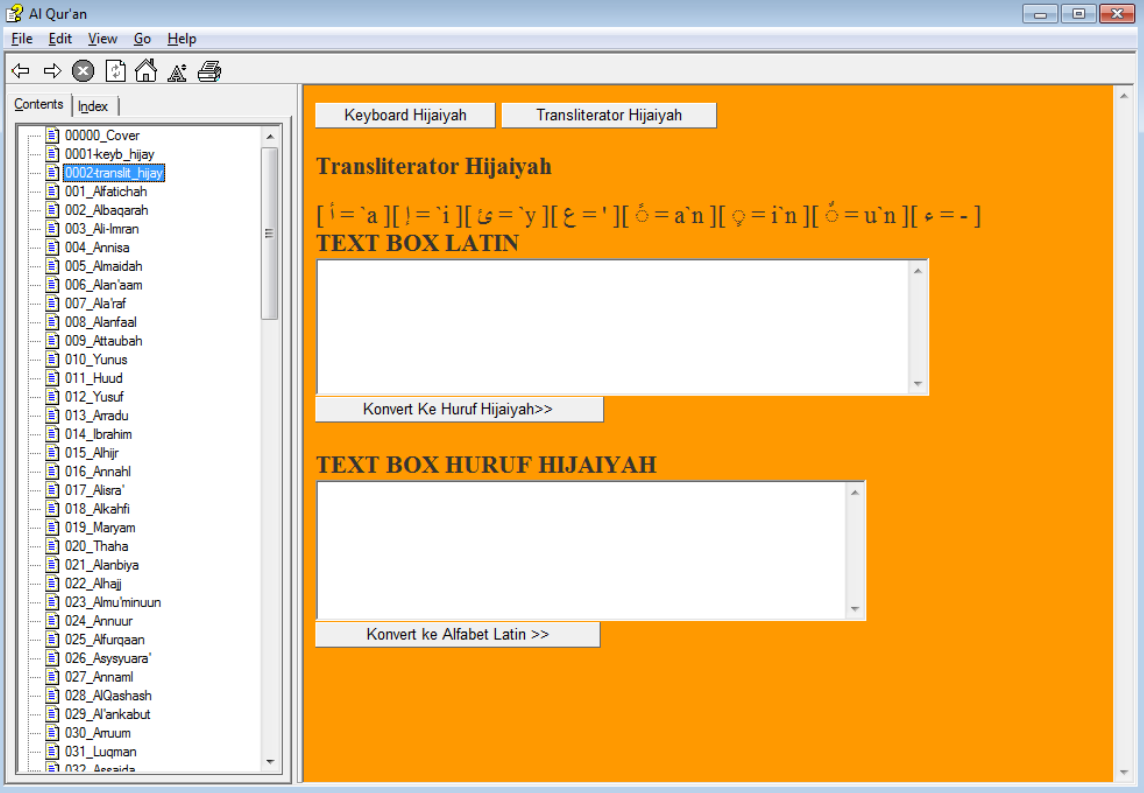 Al Qur'an
File Edit View Go Help
Contents Index
00000_Cover
0001-keyb_hijay
0002-translit_hijay
001_Alfatichah
002_Albaqarah
003_Ali-Imran
004_Annisa
005_Almaidah
006_Alan'aam
007_Ala'raf
008_Alanfaal
009_Attaubah
010_Yunus
011_Huud
012_Yusuf
013_Arradu
014_Ibrahim
015_Alhijr
016_Annahl
017_Alisra'
018_Alkahfi
019_Maryam
020_Thaha
021_Alanbiya
022_Alhajj
023_Almu'minuun
024_Annuur
025_Alfurqaan
026_Asysyuara'
027_Annaml
028_AlQashash
029_Al'ankabut
030_Arruum
031_Luqman
032_Assajda
Keyboard Hijaiyah Transliterator Hijaiyah
Transliterator Hijaiyah
[ أ = `a ][ إ = `i ][ ئ = `y ][ ع = ' ][ ً = a`n ][ ٍ = i`n ][ ٌ = u`n ][ ء = - ]
TEXT BOX LATIN
Konvert Ke Huruf Hijaiyah>>
TEXT BOX HURUF HIJAIYAH
Konvert ke Alfabet Latin >>